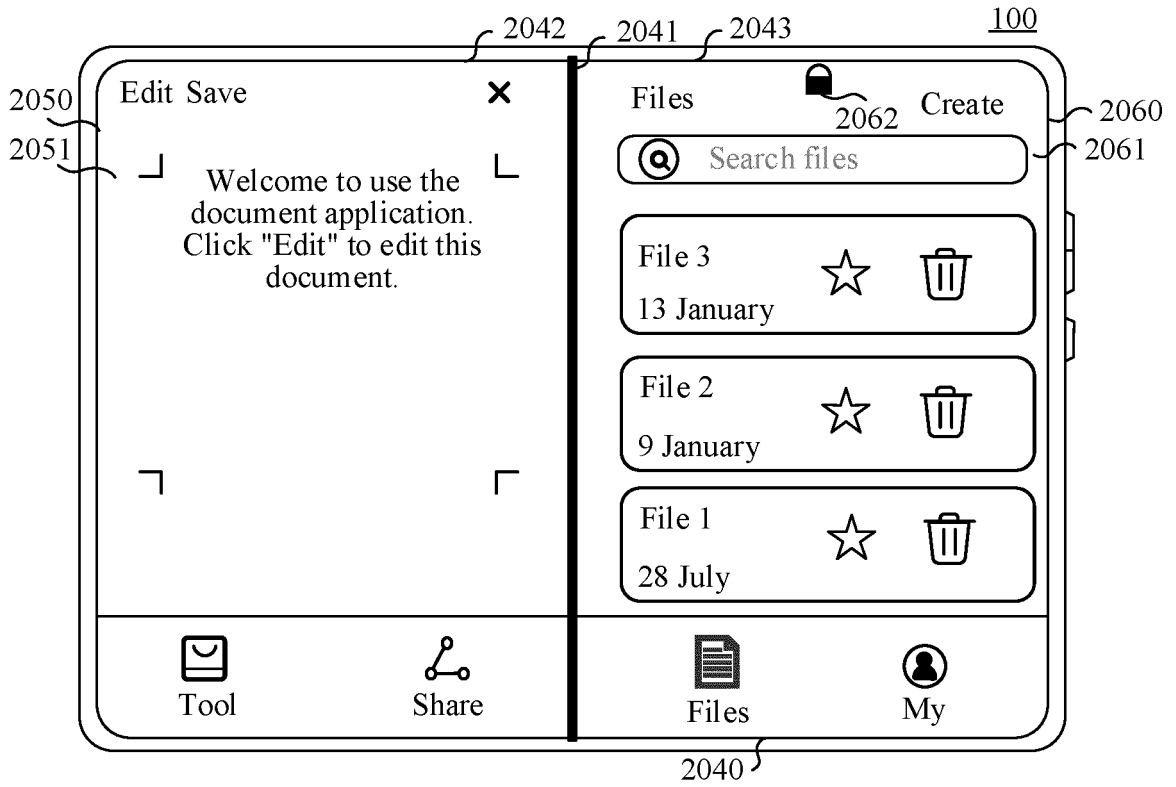 100
2042
2041
2043
Edit Save
Files
Create
2062
2050
2060
2051
2061
Search files
Welcome to use the
document application.
Click "Edit" to edit this
document.
File 3
13 January
File 2
9 January
File 1
28 July
Tool
Share
Files
My
2040